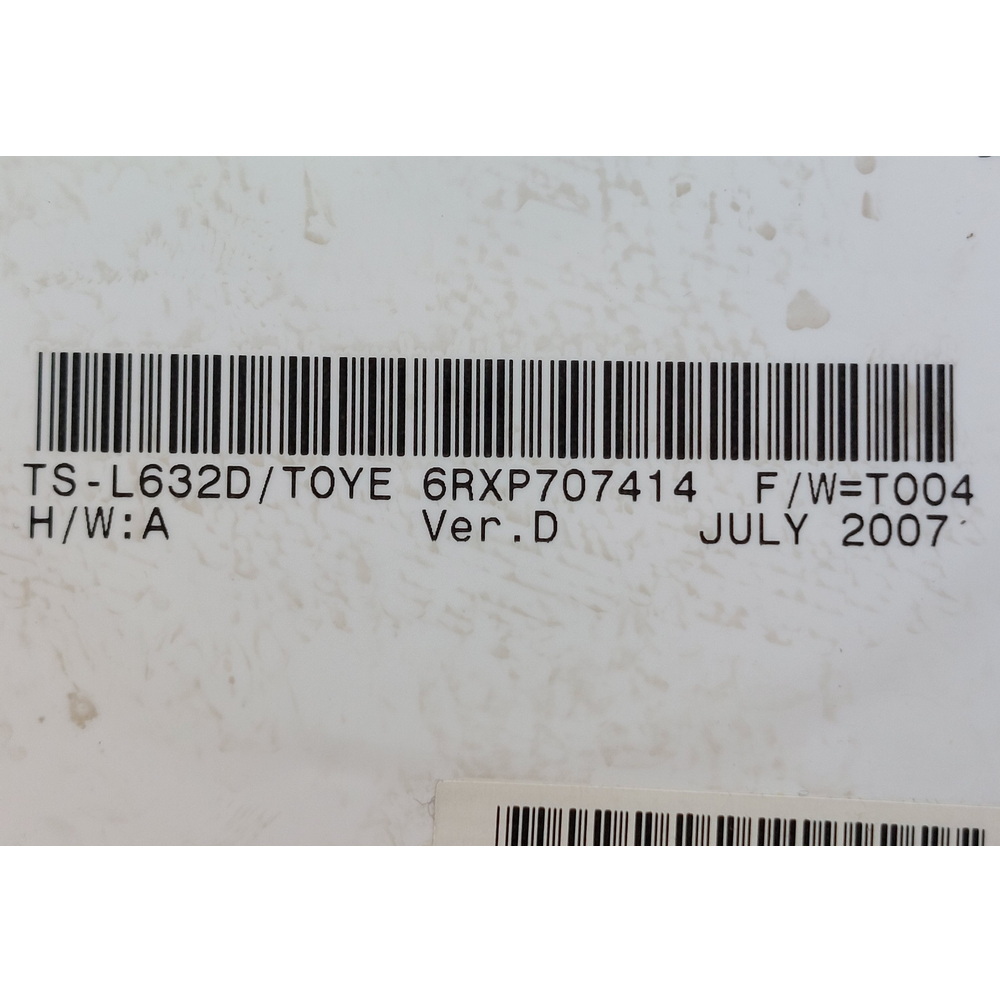 TS-L632D/TOYE 6RXP707414 F/W=T004
H/W:A Ver.D JULY 2007